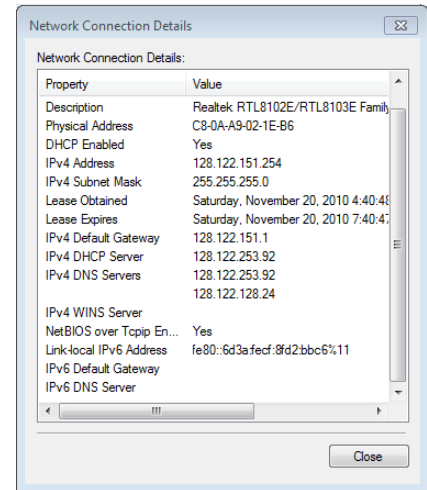 Network Connection Details
Network Connection Details:
Property Value
Description Realtek RTL8102E/RTL8103E Family
Physical Address C8-0A-A9-02-1E-B6
DHCP Enabled Yes
IPv4 Address 128.122.151.254
IPv4 Subnet Mask 255.255.255.0
Lease Obtained Saturday, November 20, 2010 4:40:48
Lease Expires Saturday, November 20, 2010 7:40:47
IPv4 Default Gateway 128.122.151.1
IPv4 DHCP Server 128.122.253.92
IPv4 DNS Servers 128.122.253.92
128.122.128.24
IPv4 WINS Server
NetBIOS over Tcpip En... Yes
Link-local IPv6 Address fe80::6d3a:fecf:8fd2:bbc6%11
IPv6 Default Gateway
IPv6 DNS Server
Close